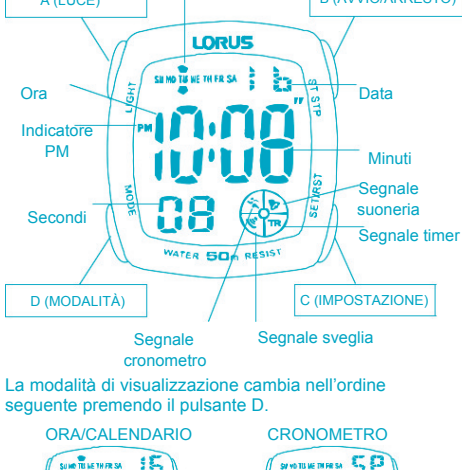 A (LUCE)
B (AVVIO/ARRESTO)
LORUS
SU MO TU WE TH FR SA
16
LIGHT
ST STP
Ora
Data
Indicatore
PM
PM 10:08
Minuti
MODE
SET/RST
Segnale
suoneria
Secondi
08
TR
Segnale timer
WATER 50m RESIST
D (MODALITÀ)
C (IMPOSTAZIONE)
Segnale
cronometro
Segnale sveglia
La modalità di visualizzazione cambia nell'ordine
seguente premendo il pulsante D.
ORA/CALENDARIO
CRONOMETRO
SU MO TU WE TH FR SA
SU MO TU WE TH FR SA